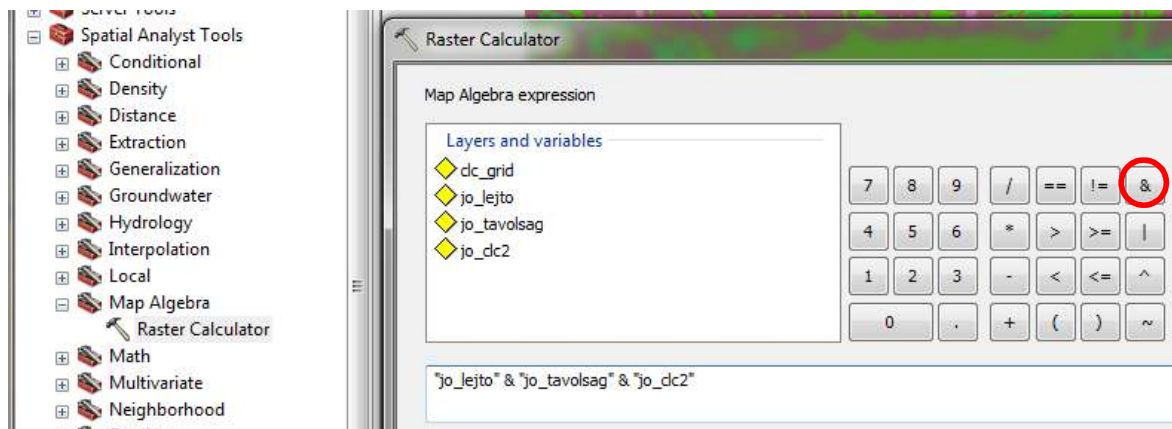 Server Tools
Spatial Analyst Tools
Conditional
Density
Distance
Extraction
Generalization
Groundwater
Hydrology
Interpolation
Local
Map Algebra
Raster Calculator
Math
Multivariate
Neighborhood
Raster Calculator
Map Algebra expression
Layers and variables
clc_grid
jo_lejto
jo_tavolsag
jo_clc2
7 8 9 / == != &
4 5 6 * > >= |
1 2 3 - < <= ^
0 . + ( ) ~
"jo_lejto" & "jo_tavolsag" & "jo_clc2"